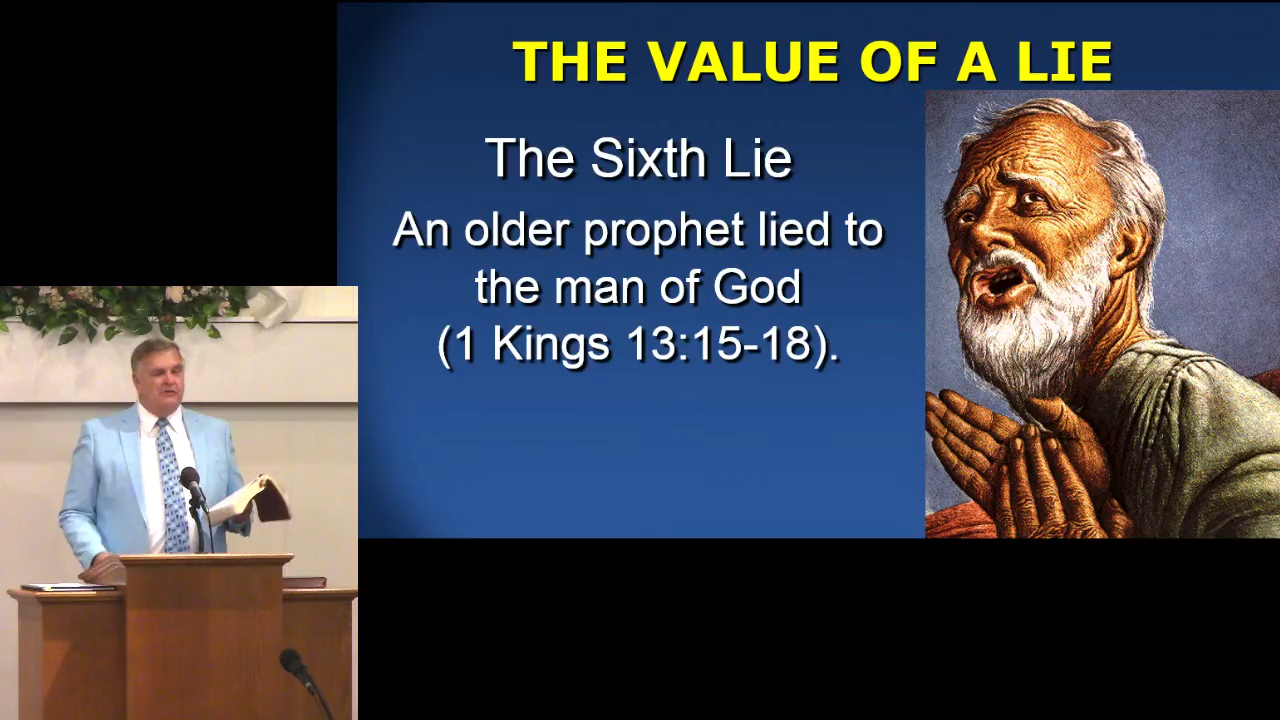 THE VALUE OF A LIE
The Sixth Lie
An older prophet lied to
the man of God
(1 Kings 13:15-18).